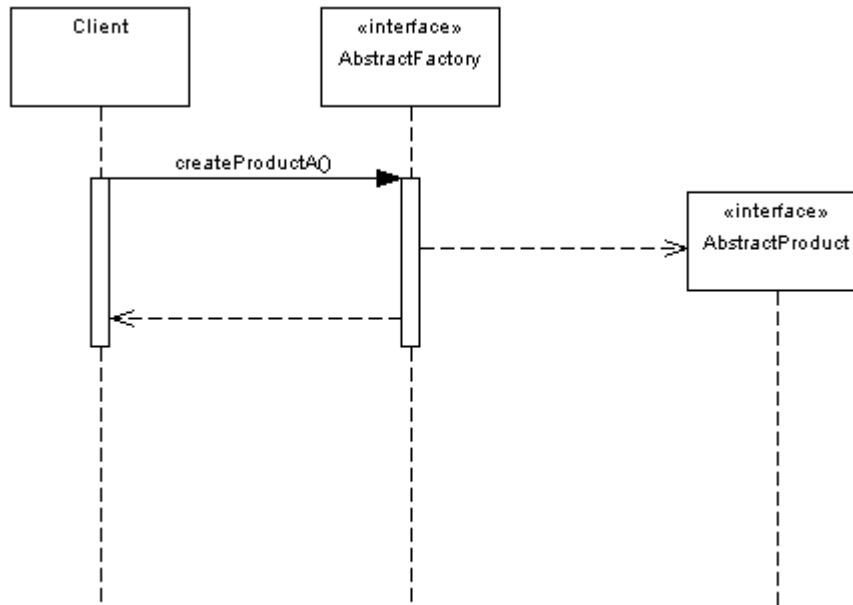 Client
«interface»
AbstractFactory
createProductA()
«interface»
AbstractProduct